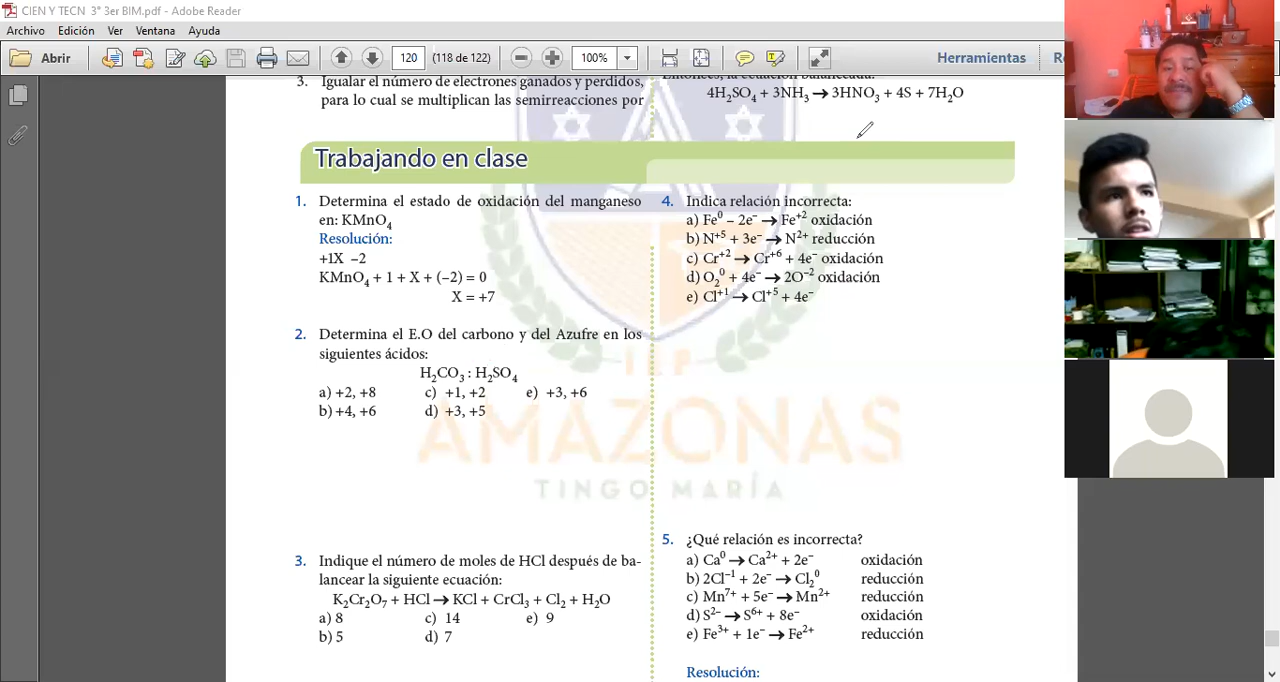 CIEN Y TECN 3° 3er BIM.pdf - Adobe Reader
Archivo Edición Ver Ventana Ayuda
Abrir 120 (118 de 122) 100% Herramientas
3. Igualar el número de electrones ganados y perdidos,
para lo cual se multiplican las semirreacciones por
Entonces, la ecuación balanceada:
4H₂SO₄ + 3NH₃ → 3HNO₃ + 4S + 7H₂O
Trabajando en clase
1. Determina el estado de oxidación del manganeso
en: KMnO₄
Resolución:
+1X −2
KMnO₄ + 1 + X + (−2) = 0
X = +7
2. Determina el E.O del carbono y del Azufre en los
siguientes ácidos:
H₂CO₃ : H₂SO₄
a) +2, +8 c) +1, +2 e) +3, +6
b) +4, +6 d) +3, +5
3. Indique el número de moles de HCl después de ba-
lancear la siguiente ecuación:
K₂Cr₂O₇ + HCl → KCl + CrCl₃ + Cl₂ + H₂O
a) 8 c) 14 e) 9
b) 5 d) 7
4. Indica relación incorrecta:
a) Fe⁰ – 2e⁻ → Fe⁺² oxidación
b) N⁺⁵ + 3e⁻ → N²⁺ reducción
c) Cr⁺² → Cr⁺⁶ + 4e⁻ oxidación
d) O₂⁰ + 4e⁻ → 2O⁻² oxidación
e) Cl⁺¹ → Cl⁺⁵ + 4e⁻
5. ¿Qué relación es incorrecta?
a) Ca⁰ → Ca²⁺ + 2e⁻ oxidación
b) 2Cl⁻¹ + 2e⁻ → Cl₂⁰ reducción
c) Mn⁷⁺ + 5e⁻ → Mn²⁺ reducción
d) S²⁻ → S⁶⁺ + 8e⁻ oxidación
e) Fe³⁺ + 1e⁻ → Fe²⁺ reducción
Resolución:
I.E.P
AMAZONAS
TINGO MARÍA